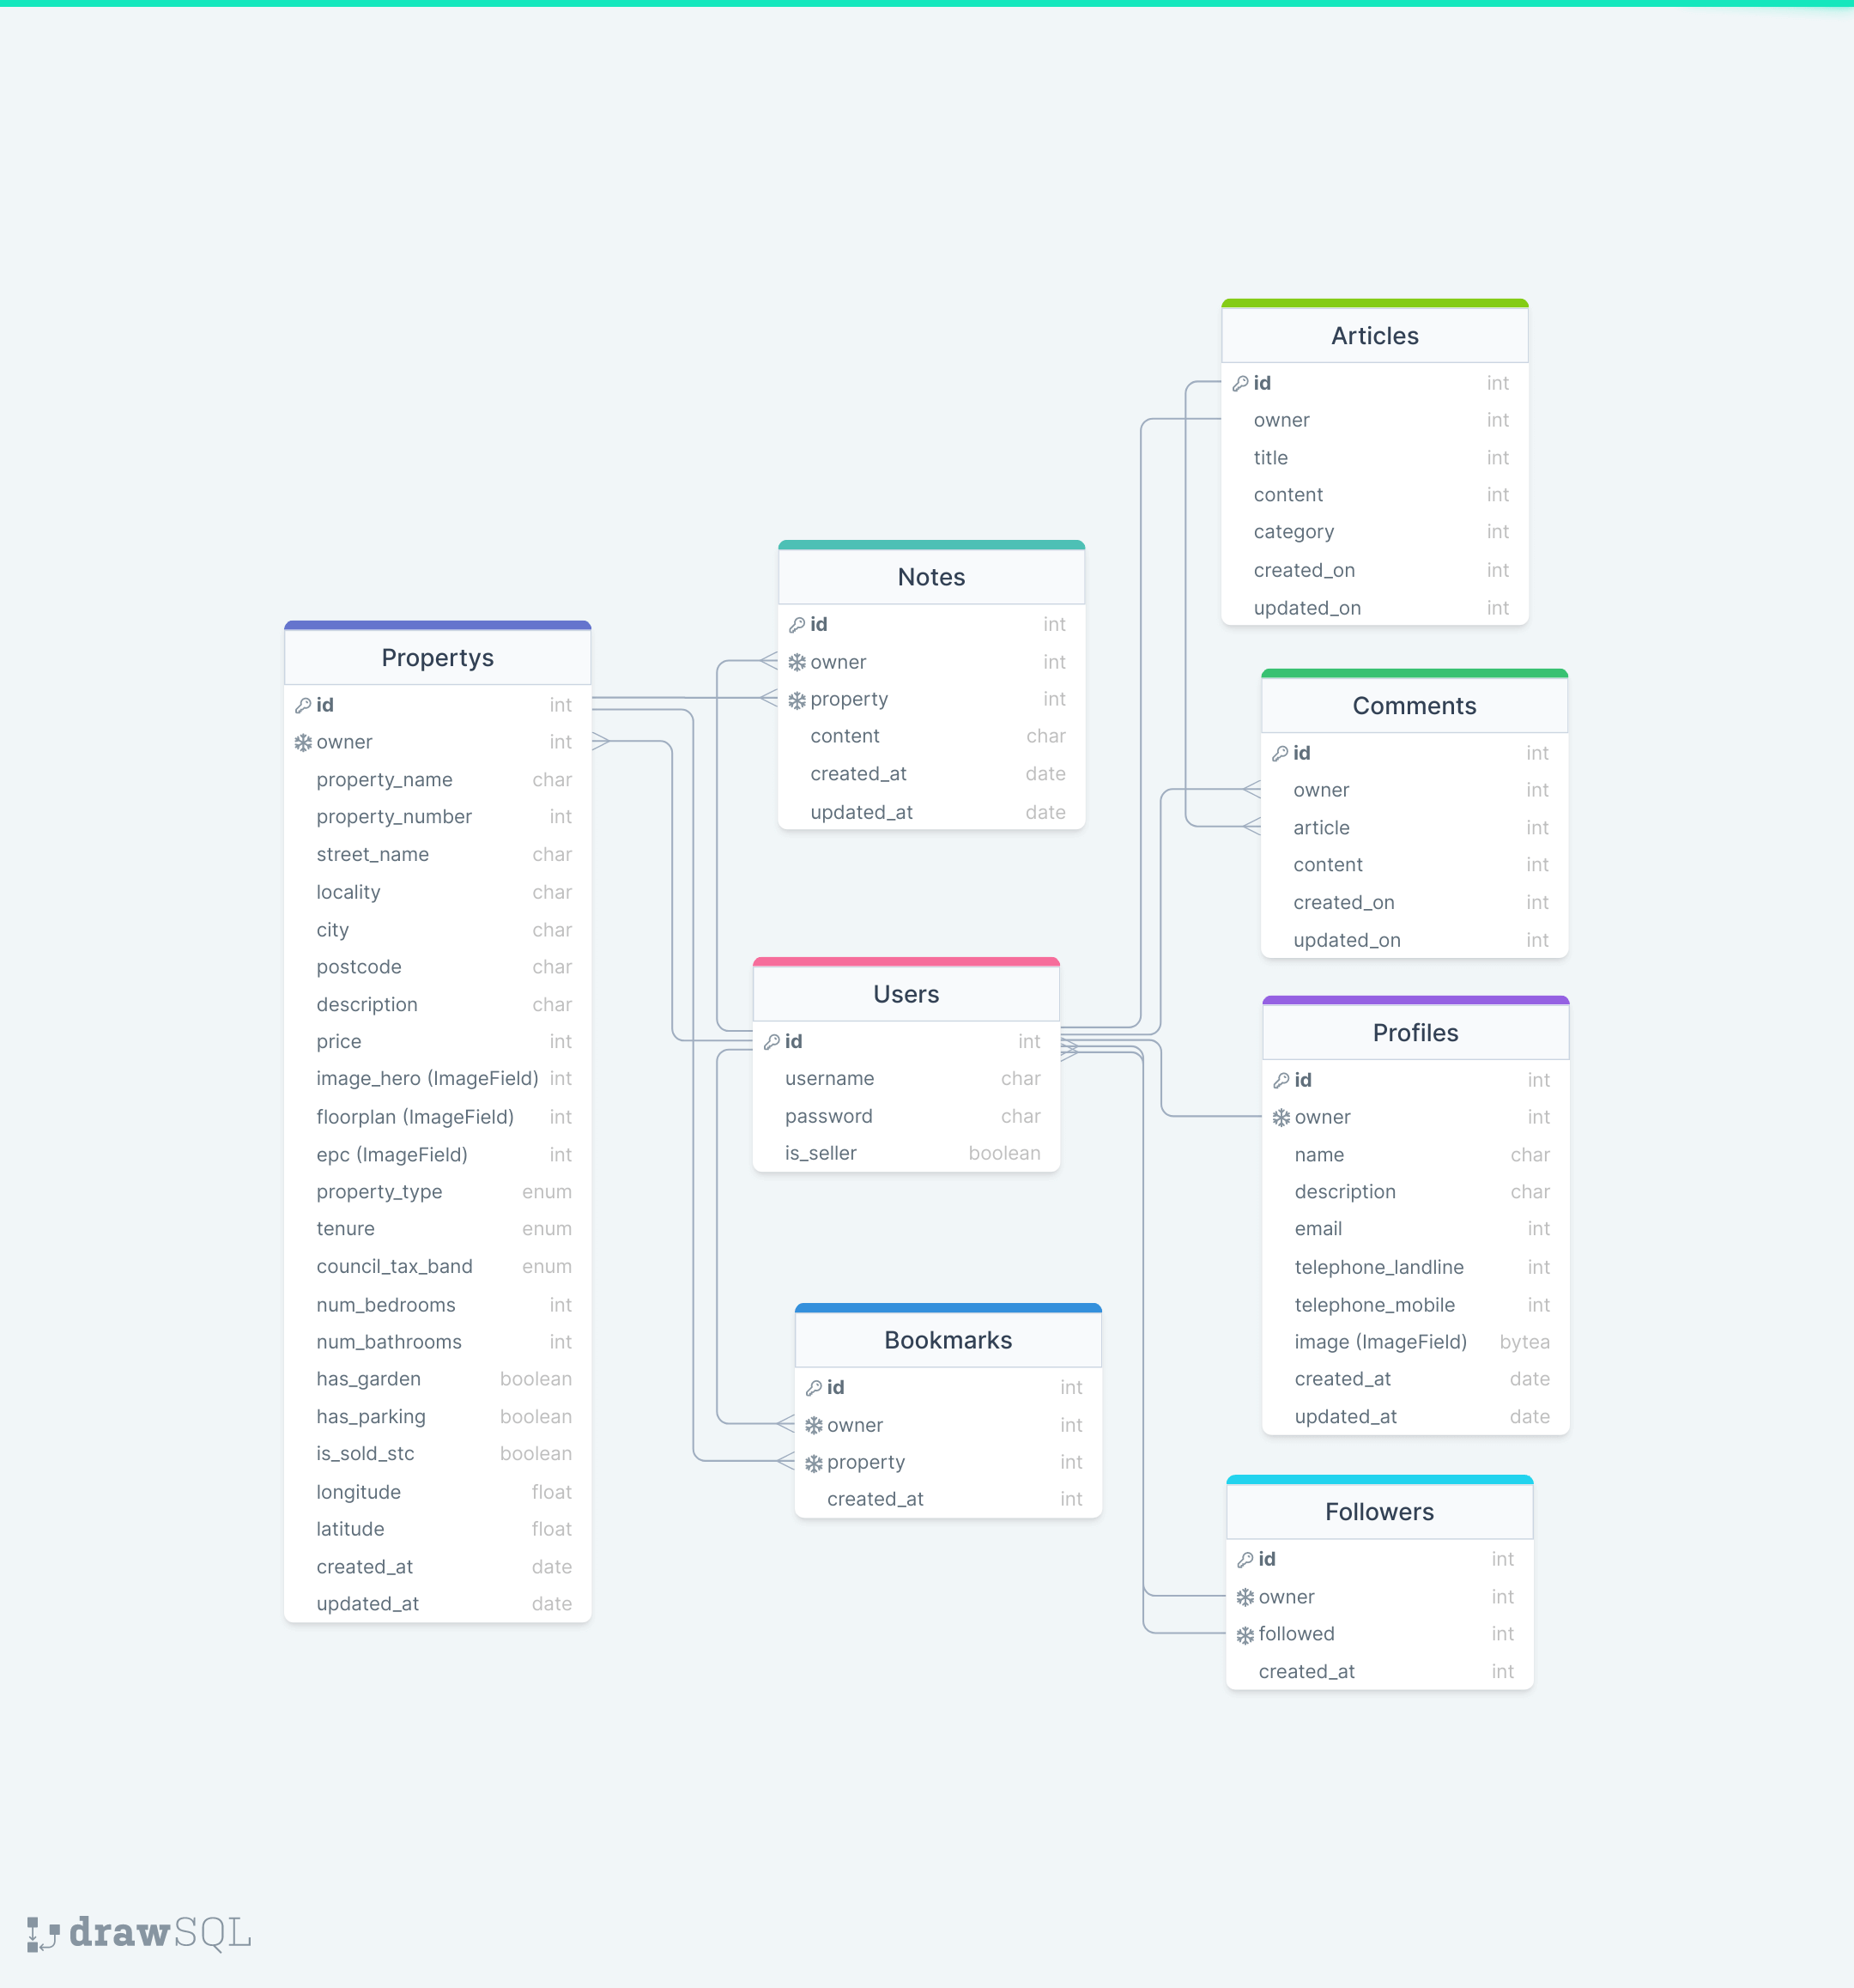 Propertys
id int
owner int
property_name char
property_number int
street_name char
locality char
city char
postcode char
description char
price int
image_hero (ImageField) int
floorplan (ImageField) int
epc (ImageField) int
property_type enum
tenure enum
council_tax_band enum
num_bedrooms int
num_bathrooms int
has_garden boolean
has_parking boolean
is_sold_stc boolean
longitude float
latitude float
created_at date
updated_at date
Notes
id int
owner int
property int
content char
created_at date
updated_at date
Users
id int
username char
password char
is_seller boolean
Bookmarks
id int
owner int
property int
created_at int
Articles
id int
owner int
title int
content int
category int
created_on int
updated_on int
Comments
id int
owner int
article int
content int
created_on int
updated_on int
Profiles
id int
owner int
name char
description char
email int
telephone_landline int
telephone_mobile int
image (ImageField) bytea
created_at date
updated_at date
Followers
id int
owner int
followed int
created_at int
drawSQL